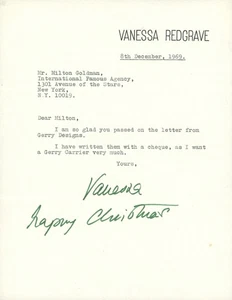 VANESSA REDGRAVE
8th December, 1969.
Mr. Milton Goldman,
International Famous Agency,
1301 Avenue of the
New York,
N.Y. 10019.
Dear Milton,
I am so glad you passed on the letter from
Gerry Designs.
I have written them with a cheque, as I want
a Gerry Carrier very much.
Yours,
Vanessa
happy Christmas